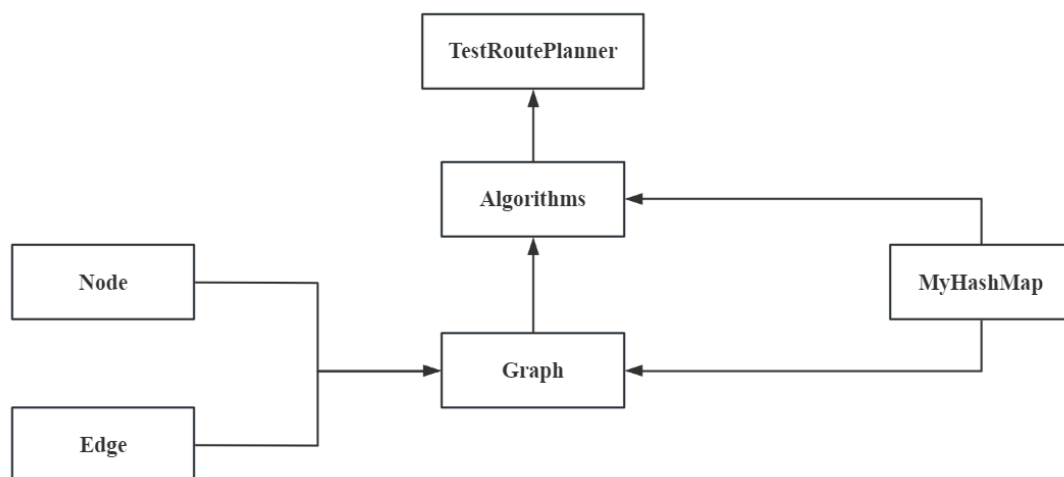 TestRoutePlanner
Algorithms
Node
MyHashMap
Graph
Edge